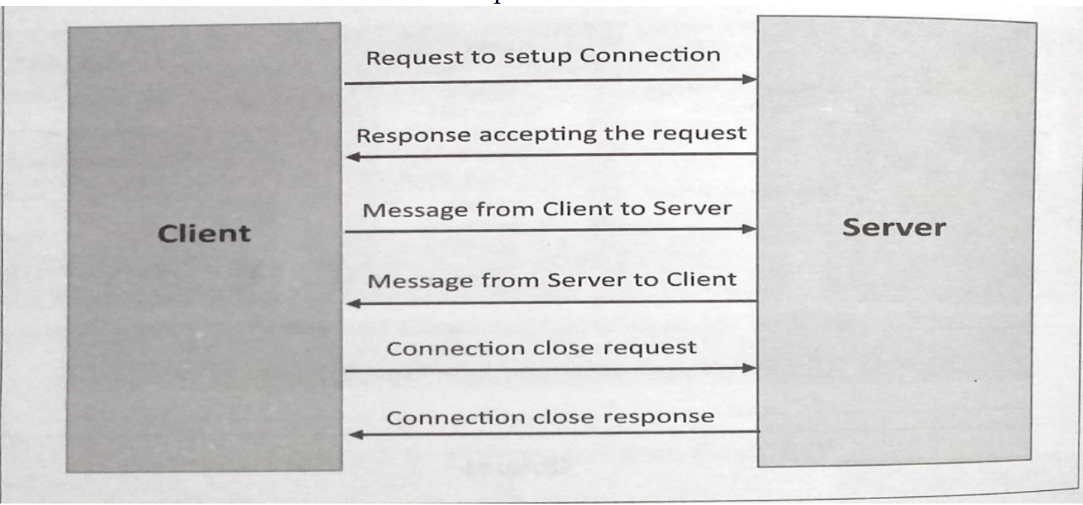 Request to setup Connection
Response accepting the request
Message from Client to Server
Client
Server
Message from Server to Client
Connection close request
Connection close response